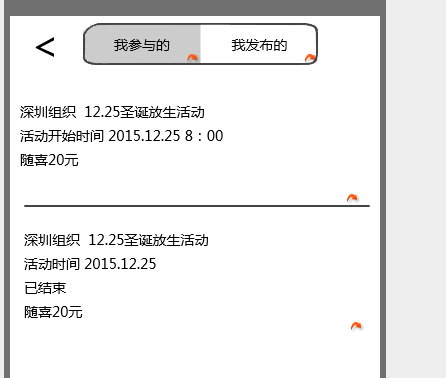 <
我参与的 我发布的
深圳组织 12.25圣诞放生活动
活动开始时间 2015.12.25 8：00
随喜20元
深圳组织 12.25圣诞放生活动
活动时间 2015.12.25
已结束
随喜20元